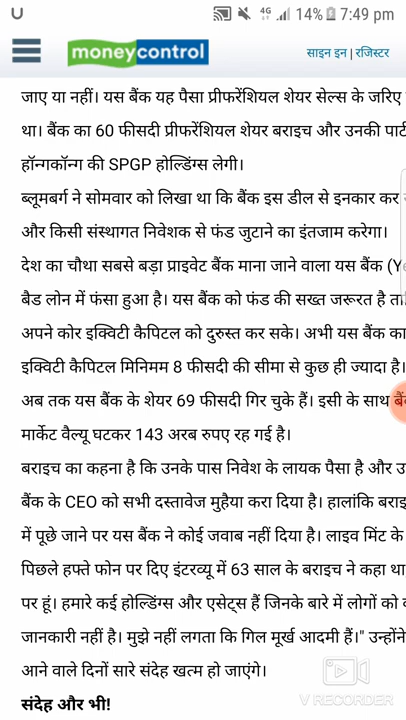 U 4G 14% 7:49 pm
moneycontrol साइन इन | रजिस्टर
जाए या नहीं। यस बैंक यह पैसा प्रीफरेंशियल शेयर सेल्स के जरिए
था। बैंक का 60 फीसदी प्रीफरेंशियल शेयर बराइच और उनकी पार्ट
हॉन्गकॉन्ग की SPGP होल्डिंग्स लेगी।
ब्लूमबर्ग ने सोमवार को लिखा था कि बैंक इस डील से इनकार कर
और किसी संस्थागत निवेशक से फंड जुटाने का इंतजाम करेगा।
देश का चौथा सबसे बड़ा प्राइवेट बैंक माना जाने वाला यस बैंक (Y
बैड लोन में फंसा हुआ है। यस बैंक को फंड की सख्त जरूरत है ता
अपने कोर इक्विटी कैपिटल को दुरुस्त कर सके। अभी यस बैंक का
इक्विटी कैपिटल मिनिमम 8 फीसदी की सीमा से कुछ ही ज्यादा है।
अब तक यस बैंक के शेयर 69 फीसदी गिर चुके हैं। इसी के साथ बैं
मार्केट वैल्यू घटकर 143 अरब रुपए रह गई है।
बराइच का कहना है कि उनके पास निवेश के लायक पैसा है और उ
बैंक के CEO को सभी दस्तावेज मुहैया करा दिया है। हालांकि बराइ
में पूछे जाने पर यस बैंक ने कोई जवाब नहीं दिया है। लाइव मिंट के
पिछले हफ्ते फोन पर दिए इंटरव्यू में 63 साल के बराइच ने कहा था
पर हूं। हमारे कई होल्डिंग्स और एसेट्स हैं जिनके बारे में लोगों को
जानकारी नहीं है। मुझे नहीं लगता कि गिल मूर्ख आदमी हैं।" उन्होंने
आने वाले दिनों सारे संदेह खत्म हो जाएंगे।
V RECORDER
संदेह और भी!